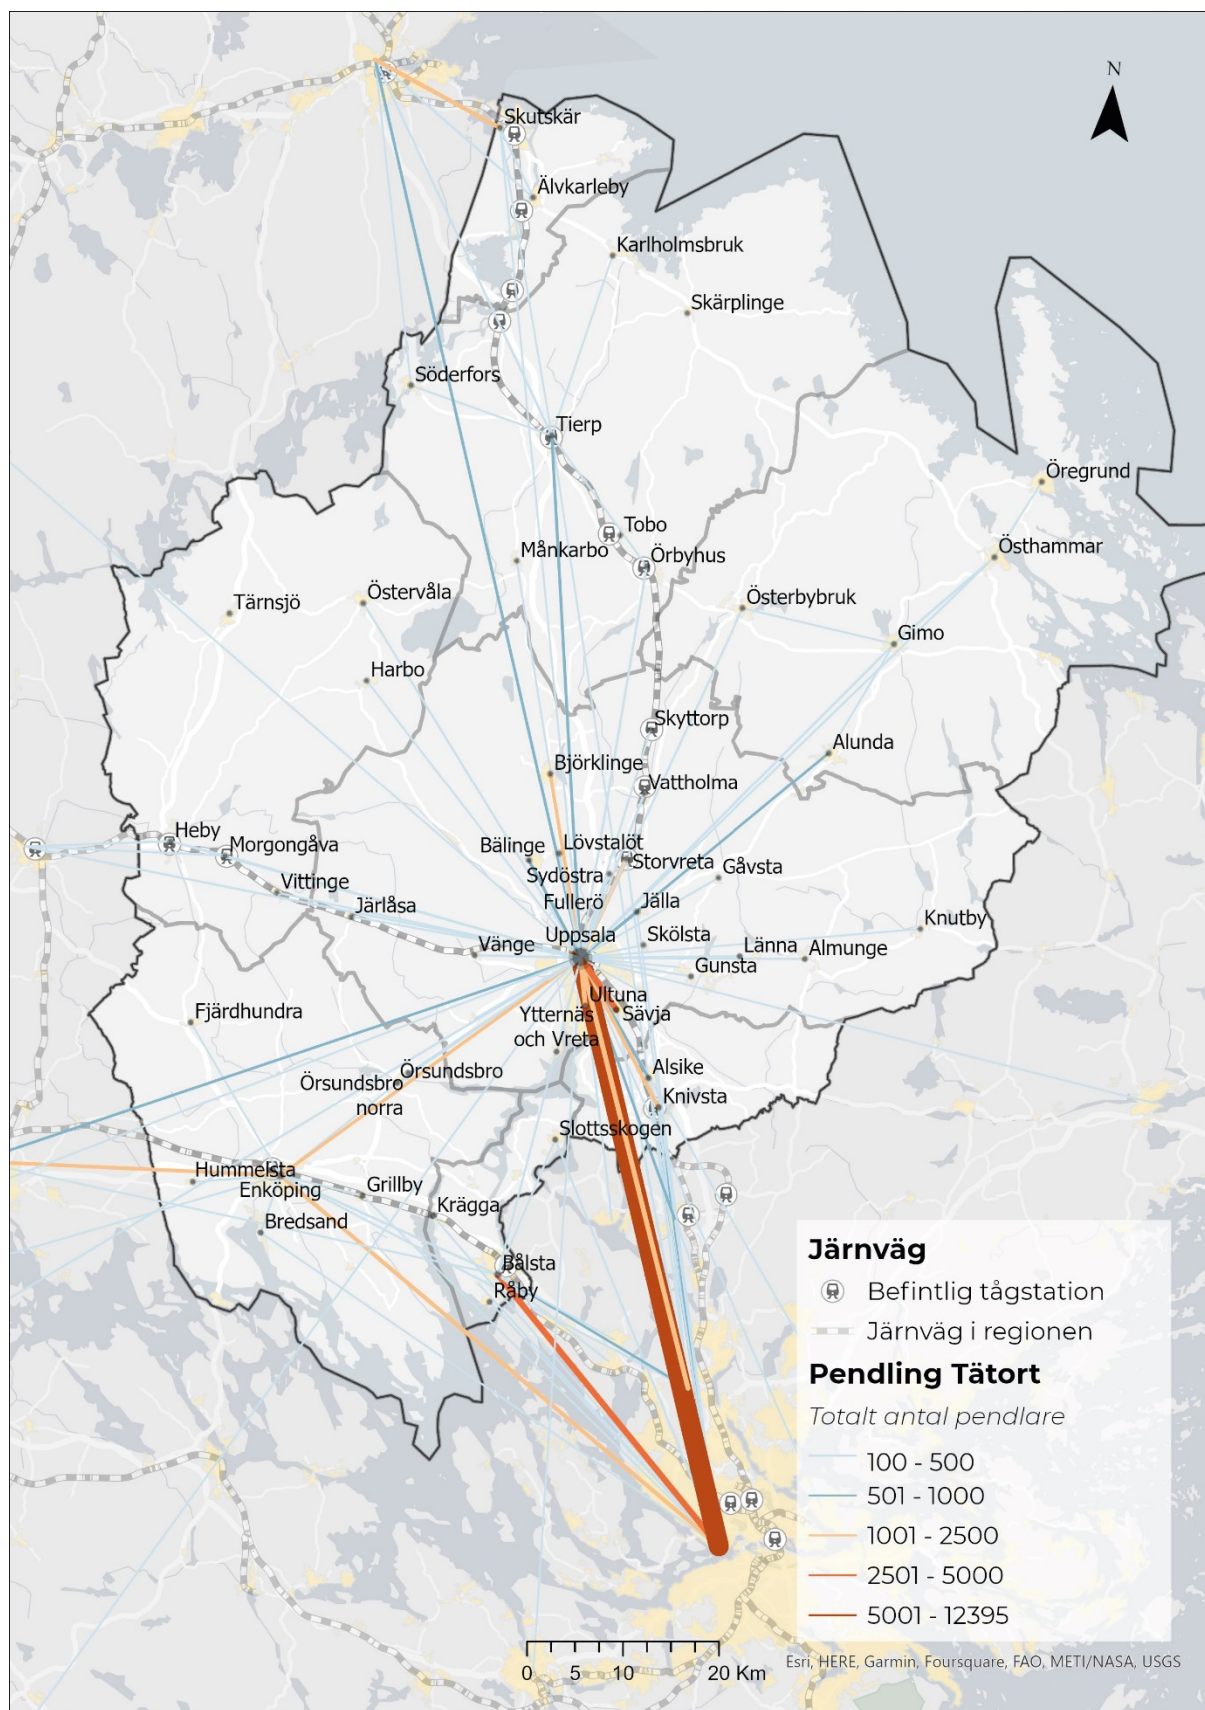 N
Skutskär
Älvkarleby
Karlholmsbruk
Skärplinge
Söderfors
Tierp
Öregrund
Tobo
Östhammar
Månkarbo
Örbyhus
Östervåla
Österbybruk
Tärnsjö
Gimo
Harbo
Skyttorp
Alunda
Björklinge
Vattholma
Heby
Morgongåva
Bälinge
Lövstalöt
Storvreta
Sydöstra
Fullerö
Gåvsta
Vittinge
Jälla
Järlåsa
Knutby
Uppsala
Skölsta
Vänge
Länna
Almunge
Gunsta
Ultuna
Fjärdhundra
Ytternäs
och Vreta
Sävja
Alsike
Örsundsbro
Örsundsbro
norra
Knivsta
Slottsskogen
Hummelsta
Enköping
Grillby
Krägga
Bredsand
Bålsta
Råby
Järnväg
Befintlig tågstation
Järnväg i regionen
Pendling Tätort
Totalt antal pendlare
100 - 500
501 - 1000
1001 - 2500
2501 - 5000
5001 - 12395
0 5 10 20 Km
Esri, HERE, Garmin, Foursquare, FAO, METI/NASA, USGS